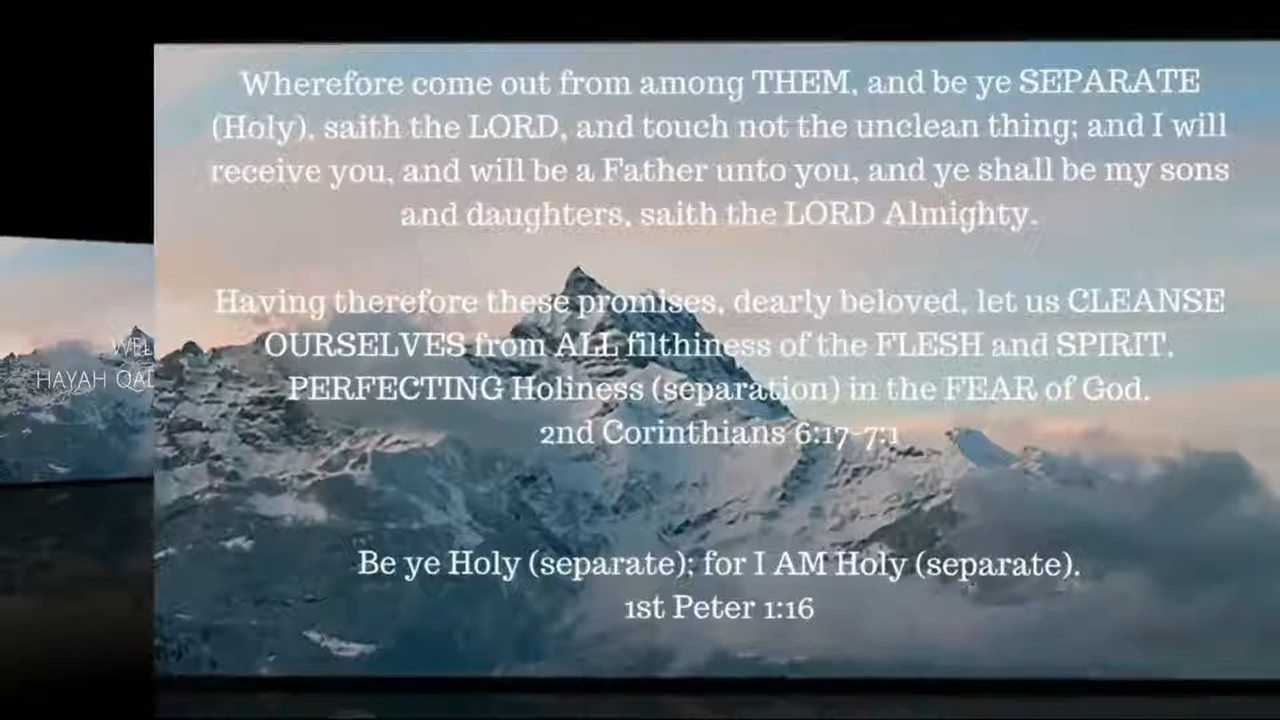 Wherefore come out from among THEM, and be ye SEPARATE
(Holy), saith the LORD, and touch not the unclean thing; and I will
receive you, and will be a Father unto you, and ye shall be my sons
and daughters, saith the LORD Almighty.
Having therefore these promises, dearly beloved, let us CLEANSE
OURSELVES from ALL filthiness of the FLESH and SPIRIT,
PERFECTING Holiness (separation) in the FEAR of God.
2nd Corinthians 6:17-7:1
Be ye Holy (separate); for I AM Holy (separate).
1st Peter 1:16
HAYAH